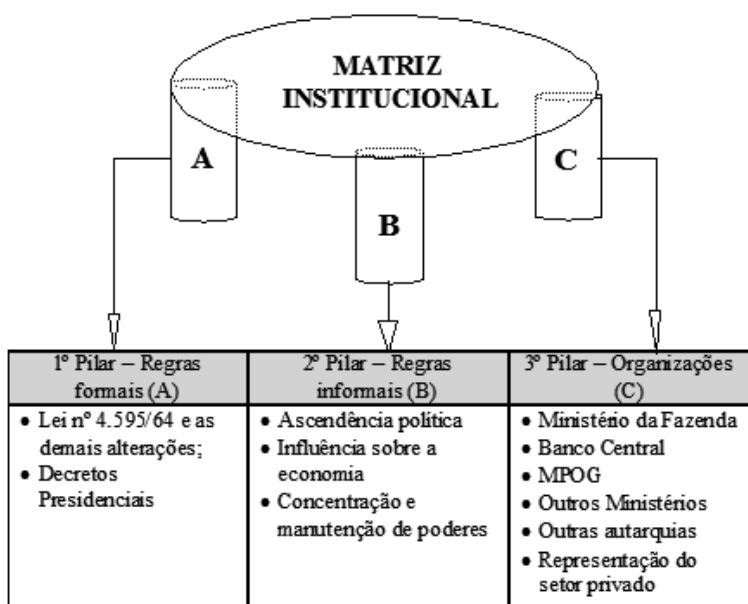 MATRIZ
INSTITUCIONAL
A
B
C
1º Pilar – Regras
formais (A)
2º Pilar – Regras
informais (B)
3º Pilar – Organizações
(C)
• Lei nº 4.595/64 e as
demais alterações;
• Decretos
Presidenciais
• Ascendência política
• Influência sobre a
economia
• Concentração e
manutenção de poderes
• Ministério da Fazenda
• Banco Central
• MPOG
• Outros Ministérios
• Outras autarquias
• Representação do
setor privado